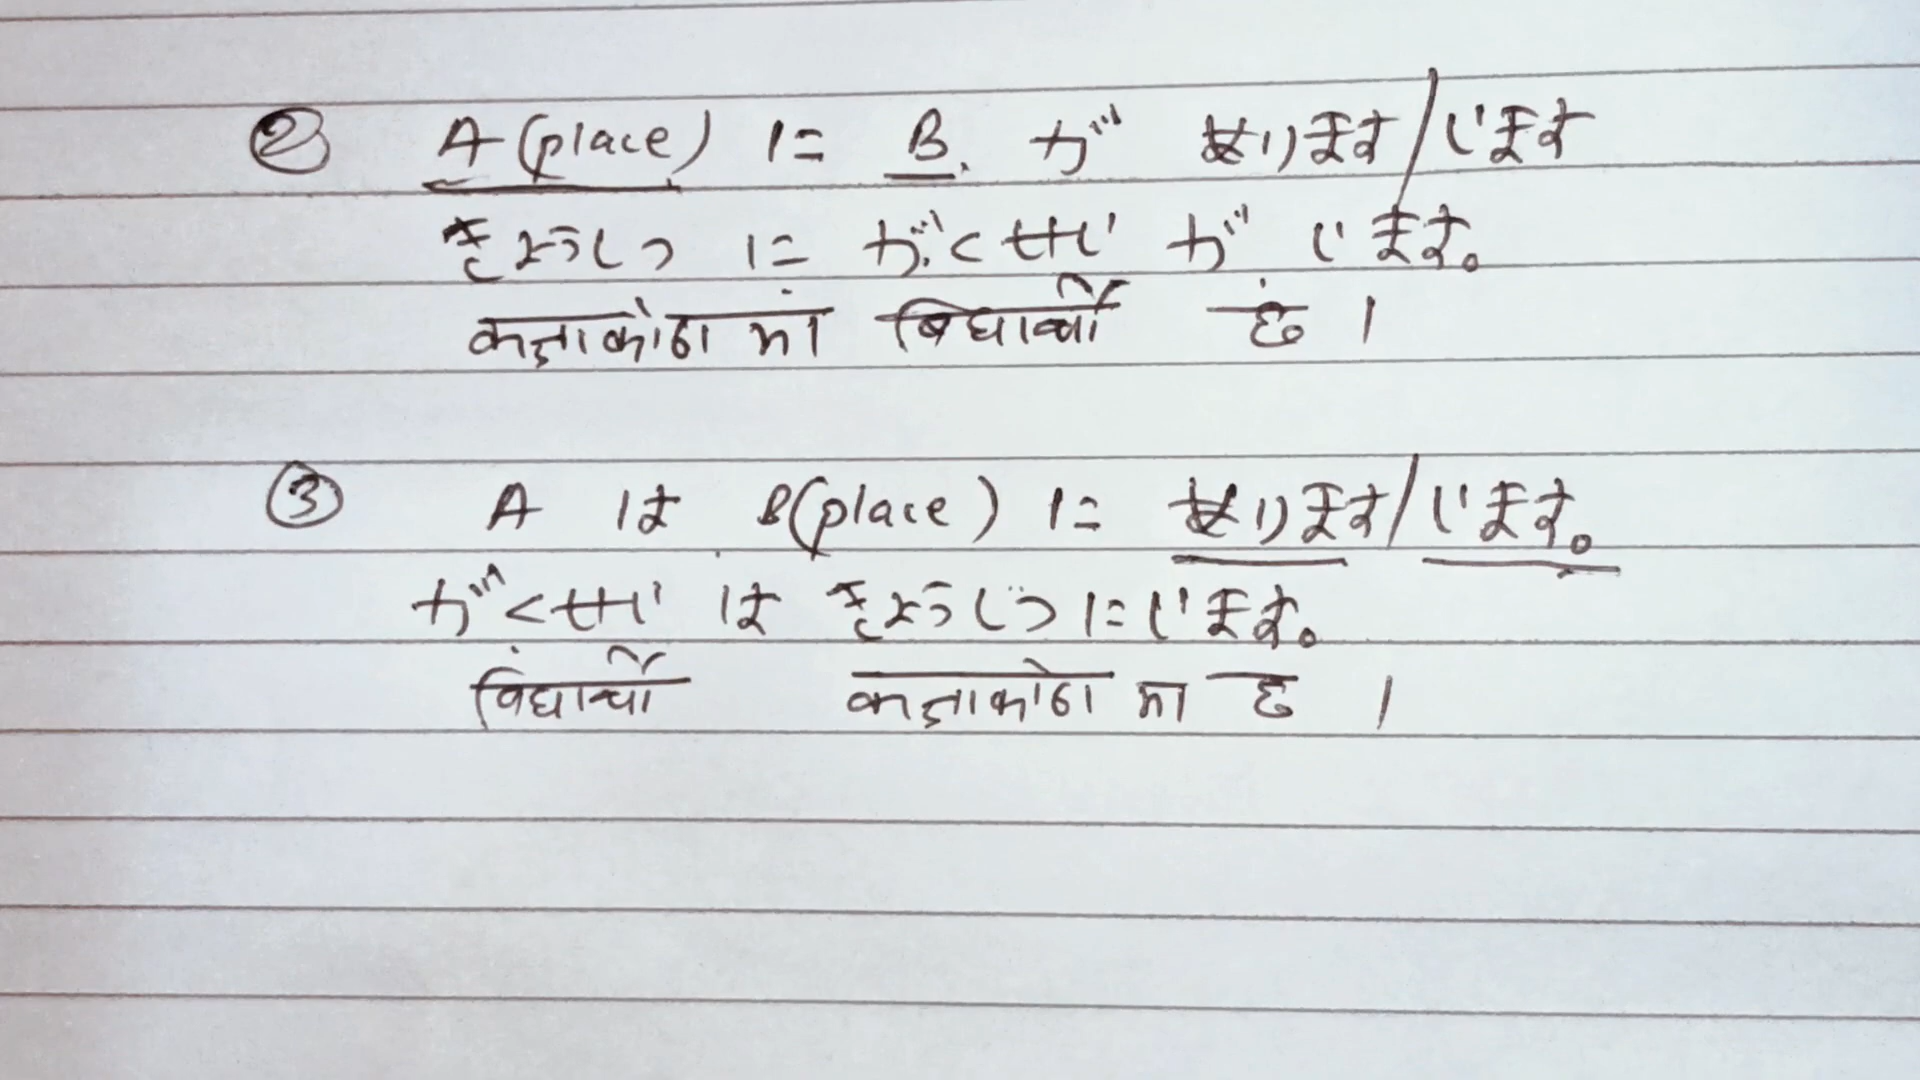 ② A (place) に B. が あります/います
きょうしつ に がくせい が います。
कक्षाकोठा मा विद्यार्थी छ ।
③ A は B(place) に あります/います。
がくせい は きょうしつ に います。
विद्यार्थी कक्षाकोठा मा छ ।